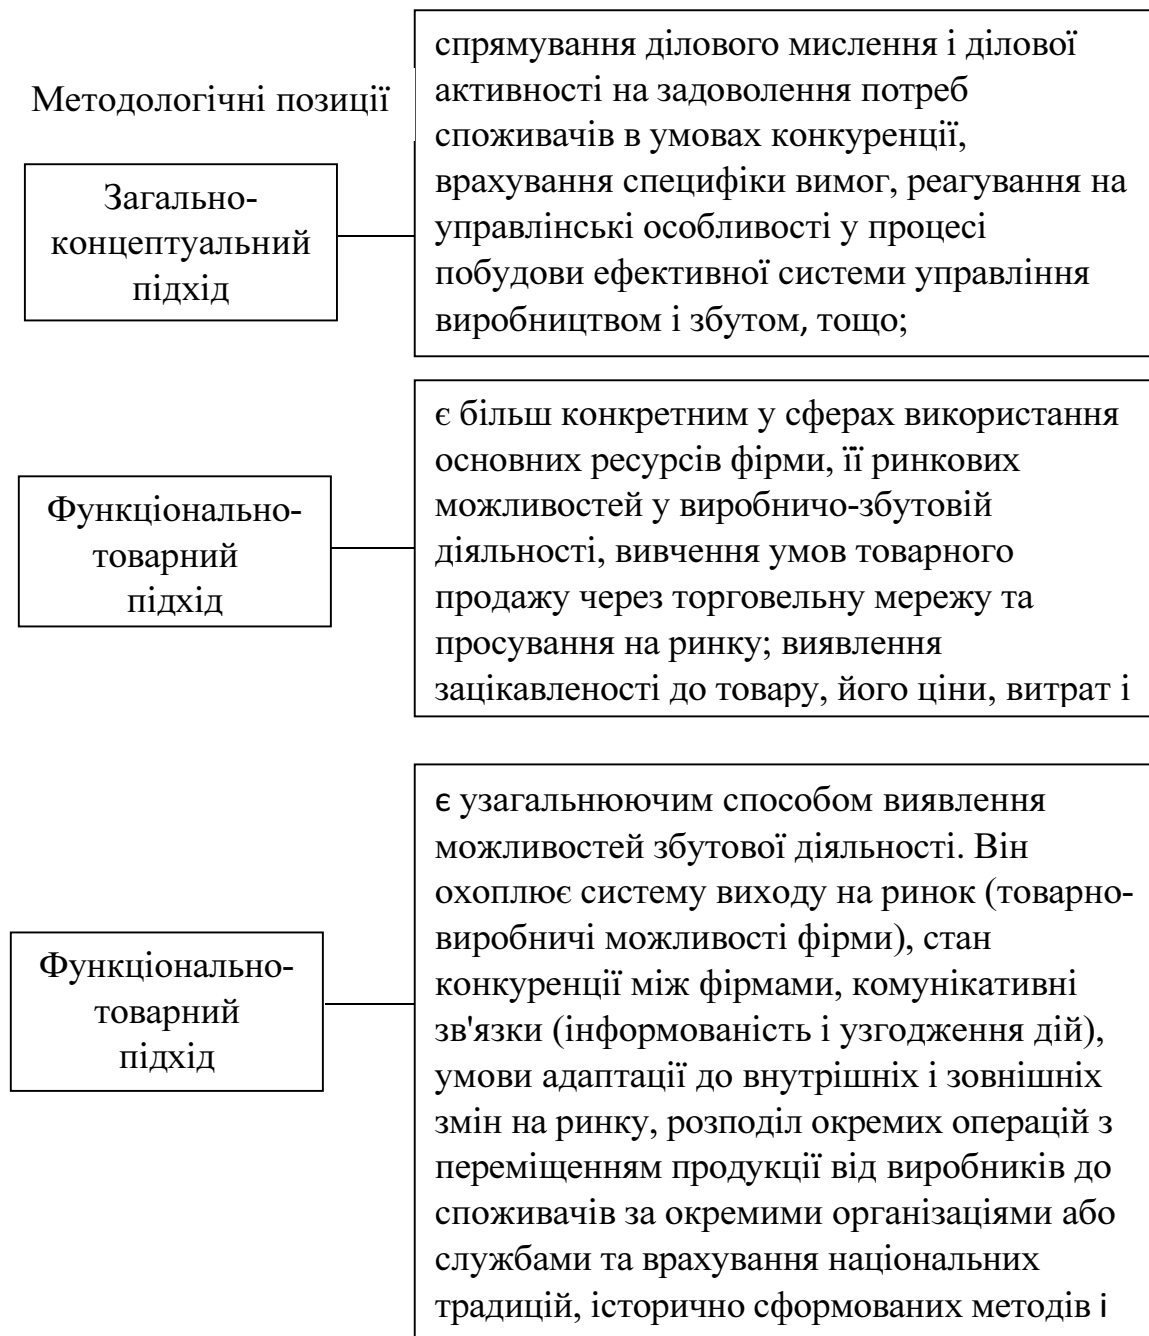 Методологічні позиції
Загально-
концептуальний
підхід
спрямування ділового мислення і ділової
активності на задоволення потреб
споживачів в умовах конкуренції,
врахування специфіки вимог, реагування на
управлінські особливості у процесі
побудови ефективної системи управління
виробництвом і збутом, тощо;
Функціонально-
товарний
підхід
є більш конкретним у сферах використання
основних ресурсів фірми, її ринкових
можливостей у виробничо-збутовій
діяльності, вивчення умов товарного
продажу через торговельну мережу та
просування на ринку; виявлення
зацікавленості до товару, його ціни, витрат і
Функціонально-
товарний
підхід
є узагальнюючим способом виявлення
можливостей збутової діяльності. Він
охоплює систему виходу на ринок (товарно-
виробничі можливості фірми), стан
конкуренції між фірмами, комунікативні
зв'язки (інформованість і узгодження дій),
умови адаптації до внутрішніх і зовнішніх
змін на ринку, розподіл окремих операцій з
переміщенням продукції від виробників до
споживачів за окремими організаціями або
службами та врахування національних
традицій, історично сформованих методів і